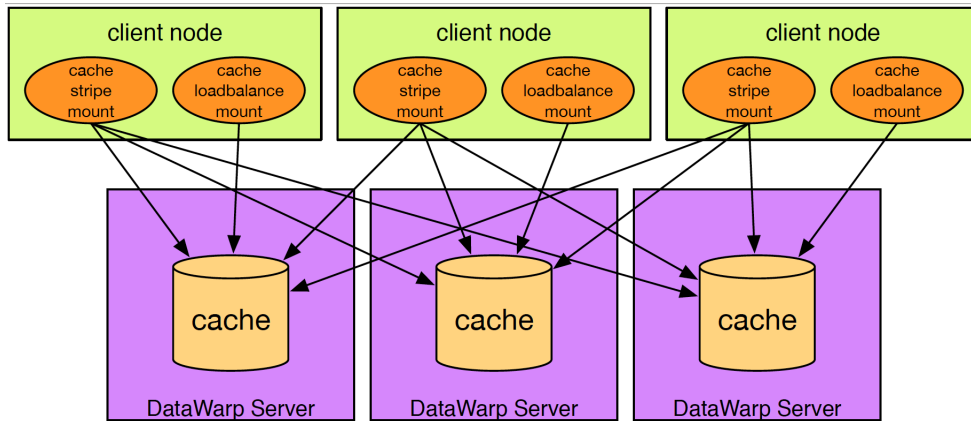 client node
cache
stripe
mount
cache
loadbalance
mount
client node
cache
stripe
mount
cache
loadbalance
mount
client node
cache
stripe
mount
cache
loadbalance
mount
cache
DataWarp Server
cache
DataWarp Server
cache
DataWarp Server